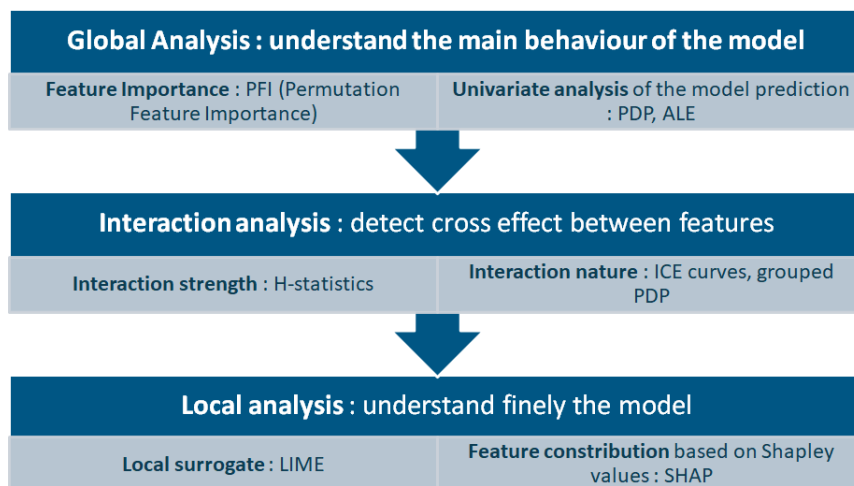 Global Analysis : understand the main behaviour of the model
Feature Importance : PFI (Permutation
Feature Importance)
Univariate analysis of the model prediction
: PDP, ALE
Interaction analysis : detect cross effect between features
Interaction strength : H-statistics
Interaction nature : ICE curves, grouped
PDP
Local analysis : understand finely the model
Local surrogate : LIME
Feature constribution based on Shapley
values : SHAP